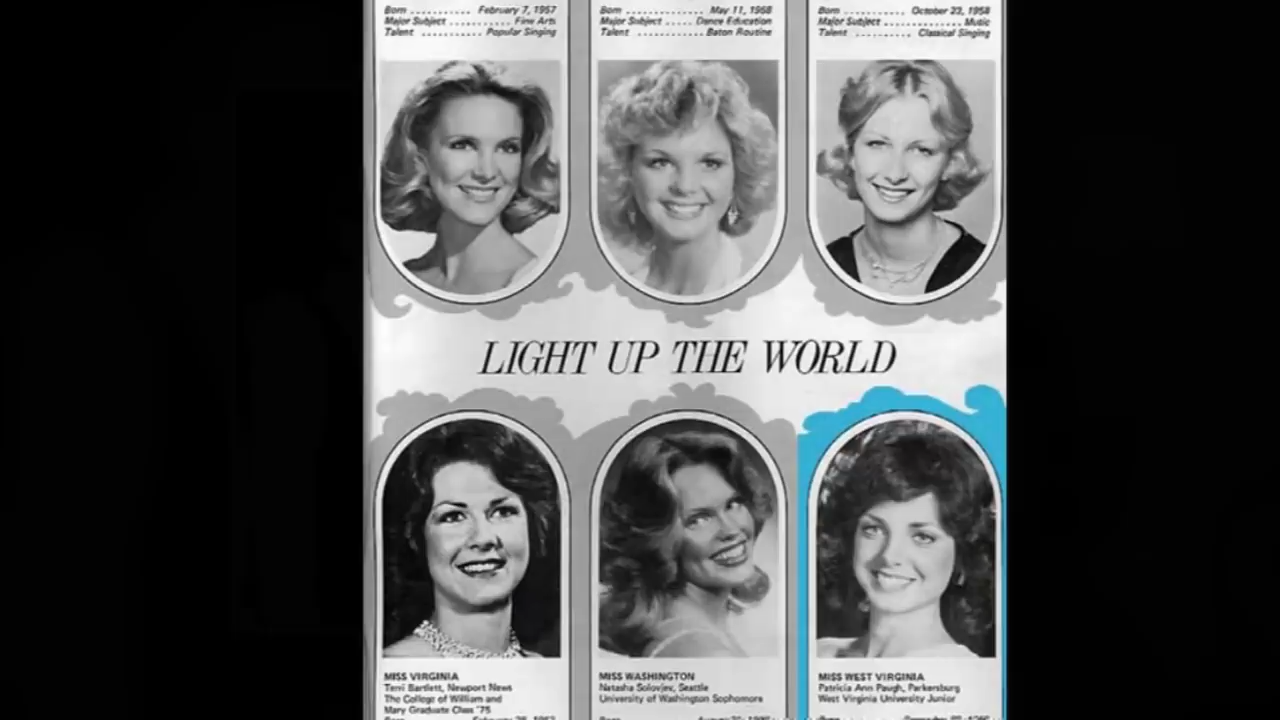 Born .......... February 7, 1957
Major Subject ......... Fine Arts
Talent ........... Popular Singing
Born .......... May 11, 1958
Major Subject ..... Dance Education
Talent .......... Baton Routine
Born .......... October 23, 1958
Major Subject ............. Music
Talent .......... Classical Singing
LIGHT UP THE WORLD
MISS VIRGINIA
Terri Bartlett, Newport News
The College of William and
Mary Graduate Class '75
MISS WASHINGTON
Natasha Solovjev, Seattle
University of Washington Sophomore
MISS WEST VIRGINIA
Patricia Ann Paugh, Parkersburg
West Virginia University Junior